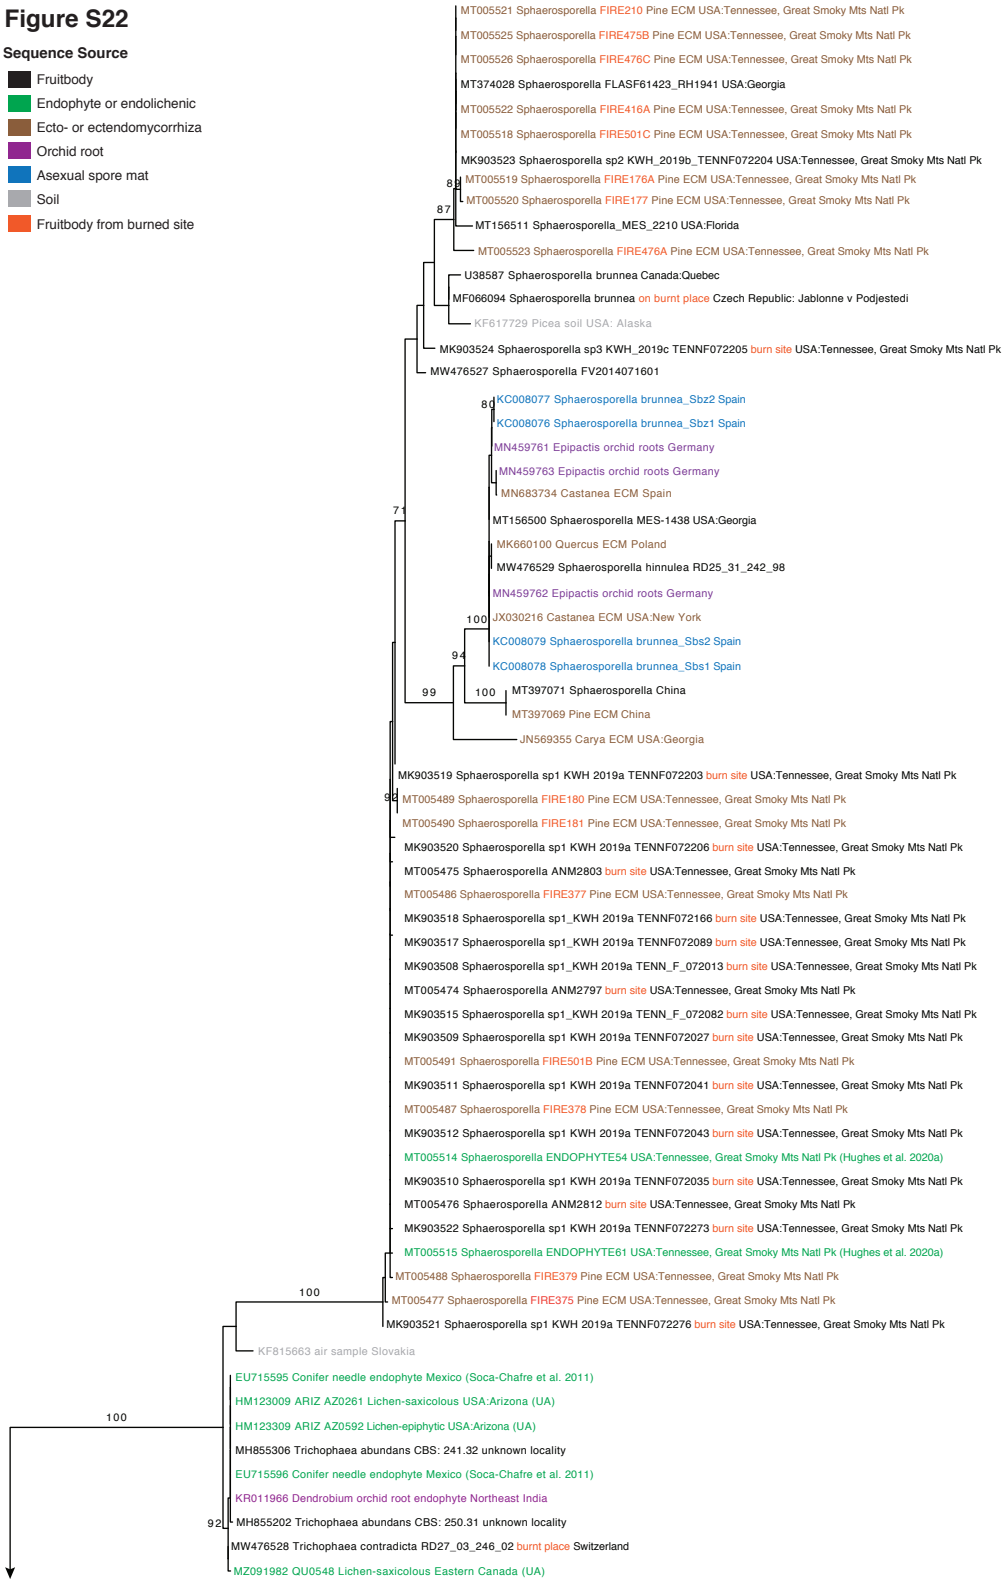 Figure S22
Sequence Source
Fruitbody
Endophyte or endolichenic
Ecto- or ectendomycorrhiza
Orchid root
Asexual spore mat
Soil
Fruitbody from burned site
MT005521 Sphaerosporella FIRE210 Pine ECM USA:Tennessee, Great Smoky Mts Natl Pk
MT005525 Sphaerosporella FIRE475B Pine ECM USA:Tennessee, Great Smoky Mts Natl Pk
MT005526 Sphaerosporella FIRE476C Pine ECM USA:Tennessee, Great Smoky Mts Natl Pk
MT374028 Sphaerosporella FLASF61423_RH1941 USA:Georgia
MT005522 Sphaerosporella FIRE416A Pine ECM USA:Tennessee, Great Smoky Mts Natl Pk
MT005518 Sphaerosporella FIRE501C Pine ECM USA:Tennessee, Great Smoky Mts Natl Pk
MK903523 Sphaerosporella sp2 KWH_2019b_TENNF072204 USA:Tennessee, Great Smoky Mts Natl Pk
89
MT005519 Sphaerosporella FIRE176A Pine ECM USA:Tennessee, Great Smoky Mts Natl Pk
MT005520 Sphaerosporella FIRE177 Pine ECM USA:Tennessee, Great Smoky Mts Natl Pk
87
MT156511 Sphaerosporella_MES_2210 USA:Florida
MT005523 Sphaerosporella FIRE476A Pine ECM USA:Tennessee, Great Smoky Mts Natl Pk
U38587 Sphaerosporella brunnea Canada:Quebec
MF066094 Sphaerosporella brunnea on burnt place Czech Republic: Jablonne v Podjestedi
KF617729 Picea soil USA: Alaska
MK903524 Sphaerosporella sp3 KWH_2019c TENNF072205 burn site USA:Tennessee, Great Smoky Mts Natl Pk
MW476527 Sphaerosporella FV2014071601
80
KC008077 Sphaerosporella brunnea_Sbz2 Spain
KC008076 Sphaerosporella brunnea_Sbz1 Spain
MN459761 Epipactis orchid roots Germany
MN459763 Epipactis orchid roots Germany
MN683734 Castanea ECM Spain
71
MT156500 Sphaerosporella MES-1438 USA:Georgia
MK660100 Quercus ECM Poland
MW476529 Sphaerosporella hinnulea RD25_31_242_98
MN459762 Epipactis orchid roots Germany
100
JX030216 Castanea ECM USA:New York
KC008079 Sphaerosporella brunnea_Sbs2 Spain
94
KC008078 Sphaerosporella brunnea_Sbs1 Spain
99
100
MT397071 Sphaerosporella China
MT397069 Pine ECM China
JN569355 Carya ECM USA:Georgia
MK903519 Sphaerosporella sp1 KWH 2019a TENNF072203 burn site USA:Tennessee, Great Smoky Mts Natl Pk
92
MT005489 Sphaerosporella FIRE180 Pine ECM USA:Tennessee, Great Smoky Mts Natl Pk
MT005490 Sphaerosporella FIRE181 Pine ECM USA:Tennessee, Great Smoky Mts Natl Pk
MK903520 Sphaerosporella sp1 KWH 2019a TENNF072206 burn site USA:Tennessee, Great Smoky Mts Natl Pk
MT005475 Sphaerosporella ANM2803 burn site USA:Tennessee, Great Smoky Mts Natl Pk
MT005486 Sphaerosporella FIRE377 Pine ECM USA:Tennessee, Great Smoky Mts Natl Pk
MK903518 Sphaerosporella sp1_KWH 2019a TENNF072166 burn site USA:Tennessee, Great Smoky Mts Natl Pk
MK903517 Sphaerosporella sp1_KWH 2019a TENNF072089 burn site USA:Tennessee, Great Smoky Mts Natl Pk
MK903508 Sphaerosporella sp1_KWH 2019a TENN_F_072013 burn site USA:Tennessee, Great Smoky Mts Natl Pk
MT005474 Sphaerosporella ANM2797 burn site USA:Tennessee, Great Smoky Mts Natl Pk
MK903515 Sphaerosporella sp1_KWH 2019a TENN_F_072082 burn site USA:Tennessee, Great Smoky Mts Natl Pk
MK903509 Sphaerosporella sp1 KWH 2019a TENNF072027 burn site USA:Tennessee, Great Smoky Mts Natl Pk
MT005491 Sphaerosporella FIRE501B Pine ECM USA:Tennessee, Great Smoky Mts Natl Pk
MK903511 Sphaerosporella sp1 KWH 2019a TENNF072041 burn site USA:Tennessee, Great Smoky Mts Natl Pk
MT005487 Sphaerosporella FIRE378 Pine ECM USA:Tennessee, Great Smoky Mts Natl Pk
MK903512 Sphaerosporella sp1 KWH 2019a TENNF072043 burn site USA:Tennessee, Great Smoky Mts Natl Pk
MT005514 Sphaerosporella ENDOPHYTE54 USA:Tennessee, Great Smoky Mts Natl Pk (Hughes et al. 2020a)
MK903510 Sphaerosporella sp1 KWH 2019a TENNF072035 burn site USA:Tennessee, Great Smoky Mts Natl Pk
MT005476 Sphaerosporella ANM2812 burn site USA:Tennessee, Great Smoky Mts Natl Pk
MK903522 Sphaerosporella sp1 KWH 2019a TENNF072273 burn site USA:Tennessee, Great Smoky Mts Natl Pk
MT005515 Sphaerosporella ENDOPHYTE61 USA:Tennessee, Great Smoky Mts Natl Pk (Hughes et al. 2020a)
MT005488 Sphaerosporella FIRE379 Pine ECM USA:Tennessee, Great Smoky Mts Natl Pk
100
MT005477 Sphaerosporella FIRE375 Pine ECM USA:Tennessee, Great Smoky Mts Natl Pk
MK903521 Sphaerosporella sp1 KWH 2019a TENNF072276 burn site USA:Tennessee, Great Smoky Mts Natl Pk
KF815663 air sample Slovakia
EU715595 Conifer needle endophyte Mexico (Soca-Chafre et al. 2011)
HM123009 ARIZ AZ0261 Lichen-saxicolous USA:Arizona (UA)
100
HM123309 ARIZ AZ0592 Lichen-epiphytic USA:Arizona (UA)
MH855306 Trichophaea abundans CBS: 241.32 unknown locality
EU715596 Conifer needle endophyte Mexico (Soca-Chafre et al. 2011)
KR011966 Dendrobium orchid root endophyte Northeast India
92
MH855202 Trichophaea abundans CBS: 250.31 unknown locality
MW476528 Trichophaea contradicta RD27_03_246_02 burnt place Switzerland
MZ091982 QU0548 Lichen-saxicolous Eastern Canada (UA)